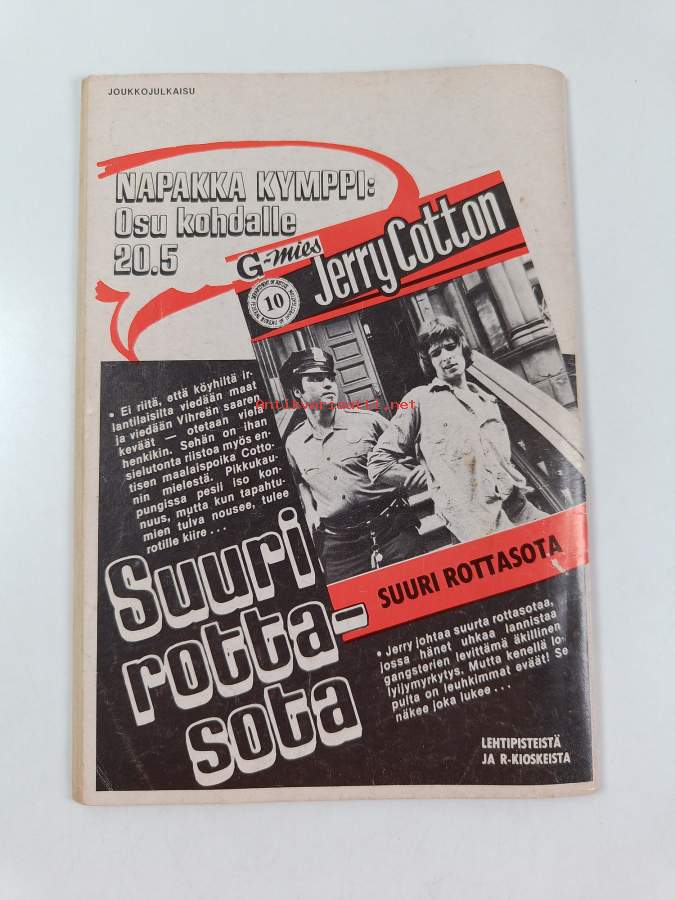 JOUKKOJULKAISU
NAPAKKA KYMPPI:
Osu kohdalle
20.5
G-mies
Jerry Cotton
10
• Ei riitä, että köyhiltä ir-
lantilaisilta viedään maat
ja viedään Vihreän saaren
keväät — otetaan vielä
henkikin. Sehän on ihan
sielutonta riistoa myös en-
tisen maalaispoika Cotto-
nin mielestä. Pikkukau-
pungissa pesii iso kon-
nuus, mutta kun tapahtu-
mien tulva nousee, tulee
rotille kiire . . .
Antikvariautti.net
SUURI ROTTASOTA
Suuri
rotta-
sota
• Jerry johtaa suurta rottasotaa,
jossa hänet uhkaa lannistaa
gangsterien levittämä äkillinen
lyijymyrkytys. Mutta kenellä lo-
pulta on leuhkimmat eväät! Se
näkee joka lukee . . .
LEHTIPISTEISTÄ
JA R-KIOSKEISTA